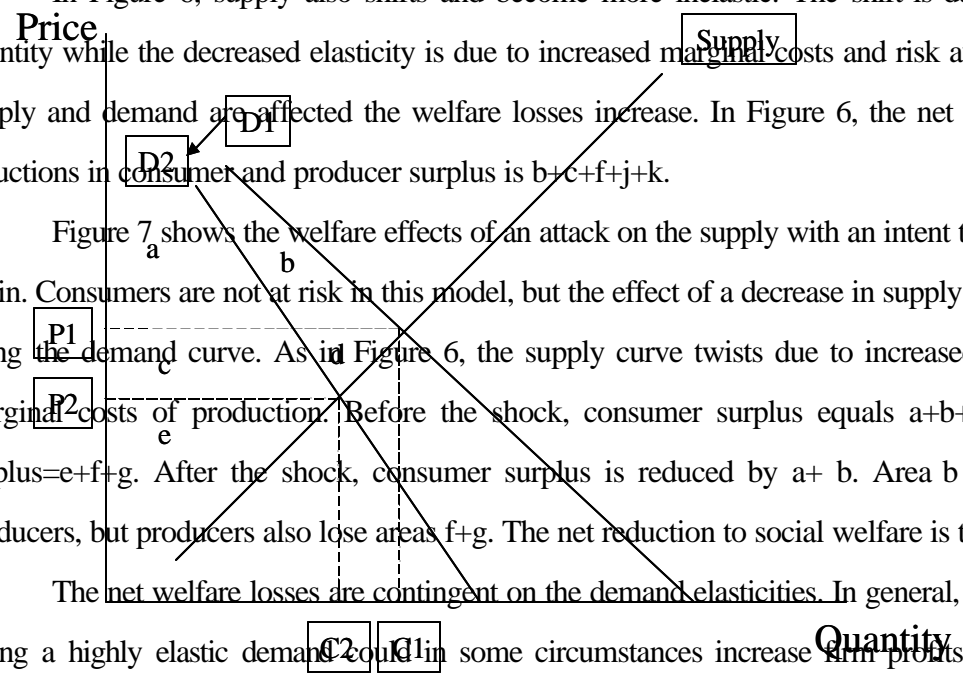 In Figure 6, supply also shifts and become more inelastic. The shift is d
Price
Supply
ntity while the decreased elasticity is due to increased marginal costs and risk a
ply and demand are affected the welfare losses increase. In Figure 6, the net
D1
D2
uctions in consumer and producer surplus is b+c+f+j+k.
Figure 7 shows the welfare effects of an attack on the supply with an intent t
a
b
in. Consumers are not at risk in this model, but the effect of a decrease in supply
P1
ng the demand curve. As in Figure 6, the supply curve twists due to increase
d
c
P2
rginal costs of production. Before the shock, consumer surplus equals a+b+
e
plus=e+f+g. After the shock, consumer surplus is reduced by a+ b. Area b
ducers, but producers also lose areas f+g. The net reduction to social welfare is t
The net welfare losses are contingent on the demand elasticities. In general,
C2 C1
Quantity
ng a highly elastic demand could in some circumstances increase firm profits